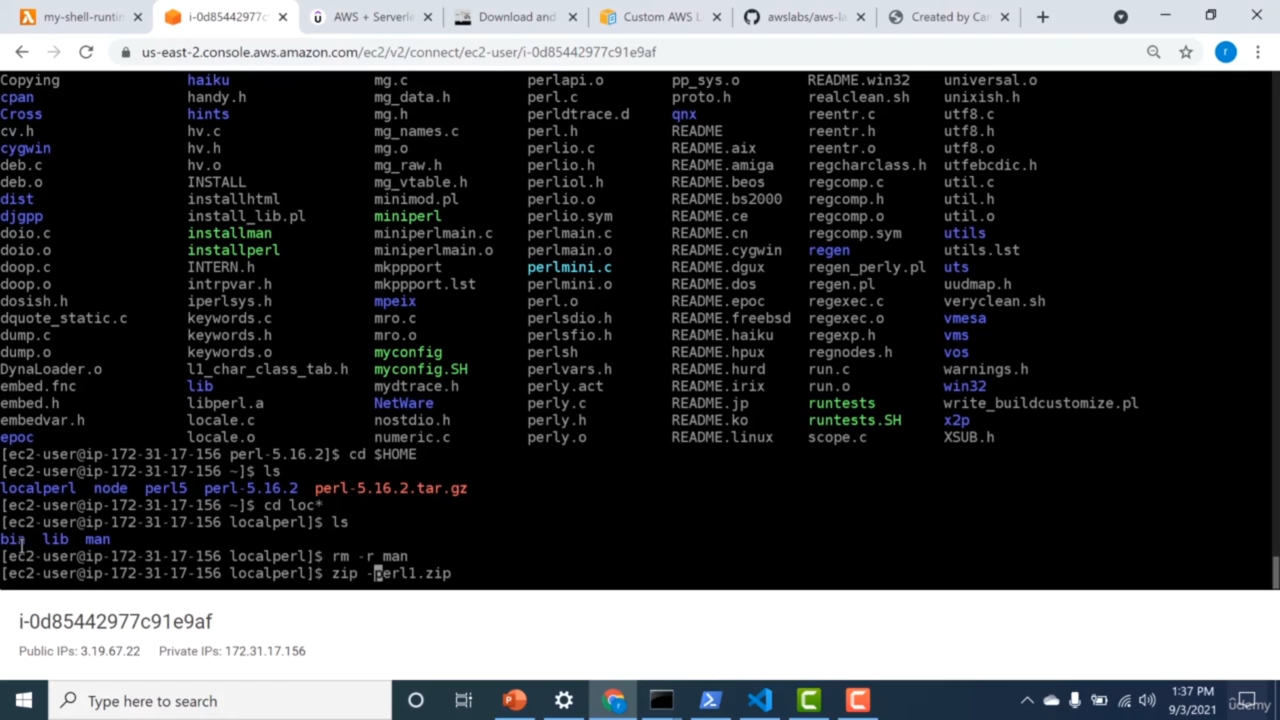 my-shell-runti
i-0d85442977c
AWS + Serverle
Download and
Custom AWS L
awslabs/aws-la
Created by Car
us-east-2.console.aws.amazon.com/ec2/v2/connect/ec2-user/i-0d85442977c91e9af
r
Copying haiku mg.c perlapi.o pp_sys.o README.win32 universal.o
cpan handy.h mg_data.h perl.c proto.h realclean.sh unixish.h
Cross hints mg.h perldtrace.d qnx reentr.c utf8.c
cv.h hv.c mg_names.c perl.h README reentr.h utf8.h
cygwin hv.h mg.o perlio.c README.aix reentr.o utf8.o
deb.c hv.o mg_raw.h perlio.h README.amiga regcharclass.h utfebcdic.h
deb.o INSTALL mg_vtable.h perliol.h README.beos regcomp.c util.c
dist installhtml minimod.pl perlio.o README.bs2000 regcomp.h util.h
djgpp install_lib.pl miniperl perlio.sym README.ce regcomp.o util.o
doio.c installman miniperlmain.c perlmain.c README.cn regcomp.sym utils
doio.o installperl miniperlmain.o perlmain.o README.cygwin regen utils.lst
doop.c INTERN.h mkppport perlmini.c README.dgux regen_perly.pl uts
doop.o intrpvar.h mkppport.lst perlmini.o README.dos regen.pl uudmap.h
dosish.h iperlsys.h mpeix perl.o README.epoc regexec.c veryclean.sh
dquote_static.c keywords.c mro.c perlsdio.h README.freebsd regexec.o vmesa
dump.c keywords.h mro.o perlsfio.h README.haiku regexp.h vms
dump.o keywords.o myconfig perlsh README.hpux regnodes.h vos
DynaLoader.o l1_char_class_tab.h myconfig.SH perlvars.h README.hurd run.c warnings.h
embed.fnc lib mydtrace.h perly.act README.irix run.o win32
embed.h libperl.a NetWare perly.c README.jp runtests write_buildcustomize.pl
embedvar.h locale.c nostdio.h perly.h README.ko runtests.SH x2p
epoc locale.o numeric.c perly.o README.linux scope.c XSUB.h
[ec2-user@ip-172-31-17-156 perl-5.16.2]$ cd $HOME
[ec2-user@ip-172-31-17-156 ~]$ ls
localperl node perl5 perl-5.16.2 perl-5.16.2.tar.gz
[ec2-user@ip-172-31-17-156 ~]$ cd loc*
[ec2-user@ip-172-31-17-156 localperl]$ ls
bin lib man
[ec2-user@ip-172-31-17-156 localperl]$ rm -r man
[ec2-user@ip-172-31-17-156 localperl]$ zip -perl1.zip
i-0d85442977c91e9af
Public IPs: 3.19.67.22 Private IPs: 172.31.17.156
Type here to search
1:37 PM
9/3/2021
udemy